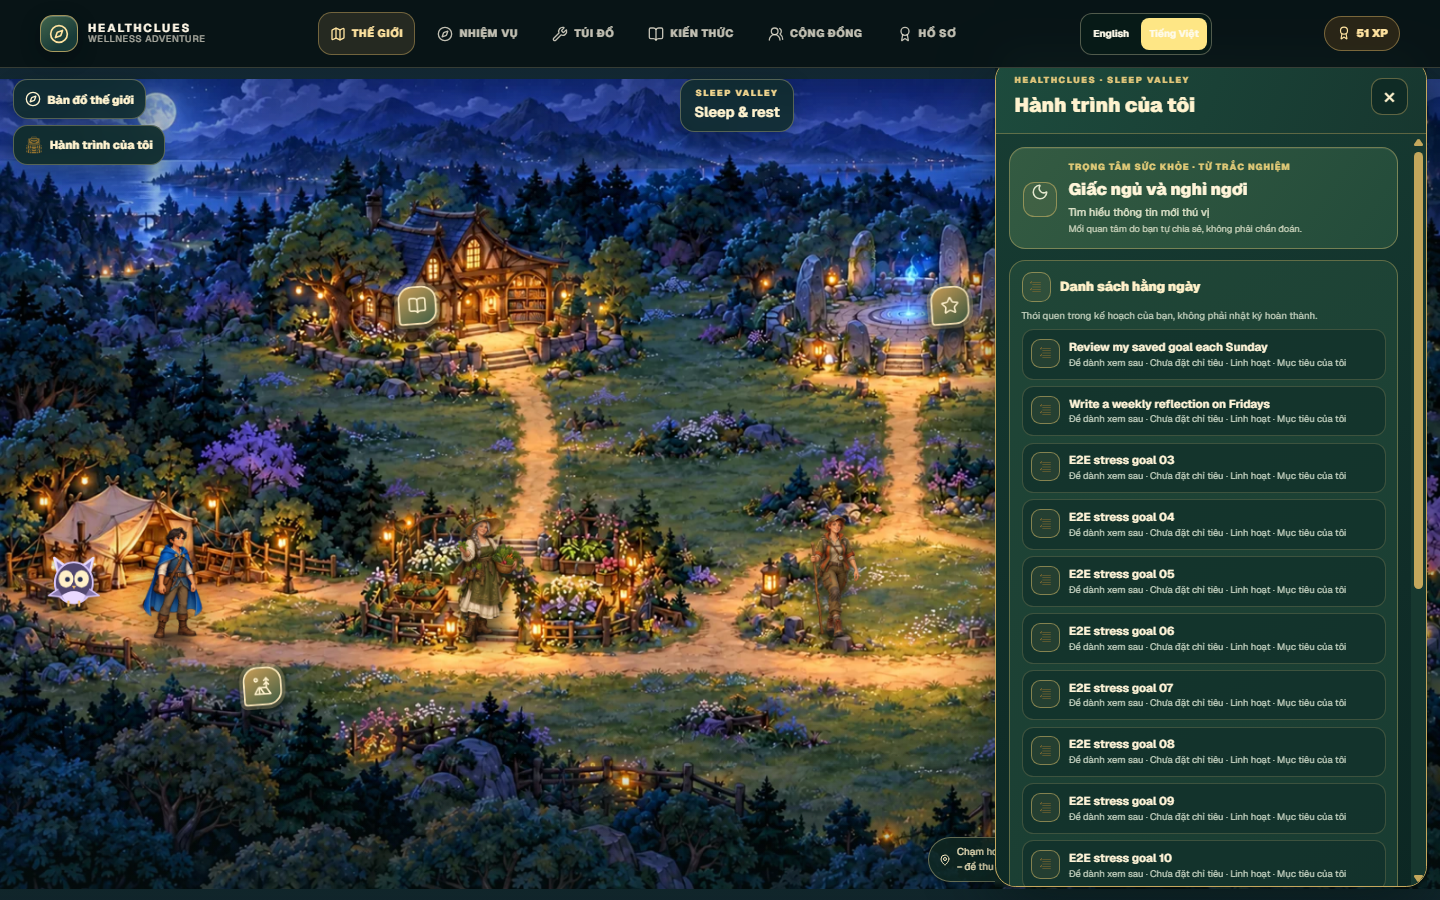 HEALTHCLUES
WELLNESS ADVENTURE
THẾ GIỚI
NHIỆM VỤ
TÚI ĐỒ
KIẾN THỨC
CỘNG ĐỒNG
HỒ SƠ
English
Tiếng Việt
51 XP
Bản đồ thế giới
Hành trình của tôi
SLEEP VALLEY
Sleep & rest
HEALTHCLUES · SLEEP VALLEY
Hành trình của tôi
TRỌNG TÂM SỨC KHỎE · TỪ TRẮC NGHIỆM
Giấc ngủ và nghỉ ngơi
Tìm hiểu thông tin mới thú vị
Mối quan tâm do bạn tự chia sẻ, không phải chẩn đoán.
Danh sách hằng ngày
Thói quen trong kế hoạch của bạn, không phải nhật ký hoàn thành.
Review my saved goal each Sunday
Để dành xem sau · Chưa đặt chỉ tiêu · Linh hoạt · Mục tiêu của tôi
Write a weekly reflection on Fridays
Để dành xem sau · Chưa đặt chỉ tiêu · Linh hoạt · Mục tiêu của tôi
E2E stress goal 03
Để dành xem sau · Chưa đặt chỉ tiêu · Linh hoạt · Mục tiêu của tôi
E2E stress goal 04
Để dành xem sau · Chưa đặt chỉ tiêu · Linh hoạt · Mục tiêu của tôi
E2E stress goal 05
Để dành xem sau · Chưa đặt chỉ tiêu · Linh hoạt · Mục tiêu của tôi
E2E stress goal 06
Để dành xem sau · Chưa đặt chỉ tiêu · Linh hoạt · Mục tiêu của tôi
E2E stress goal 07
Để dành xem sau · Chưa đặt chỉ tiêu · Linh hoạt · Mục tiêu của tôi
E2E stress goal 08
Để dành xem sau · Chưa đặt chỉ tiêu · Linh hoạt · Mục tiêu của tôi
E2E stress goal 09
Để dành xem sau · Chưa đặt chỉ tiêu · Linh hoạt · Mục tiêu của tôi
E2E stress goal 10
Để dành xem sau · Chưa đặt chỉ tiêu · Linh hoạt · Mục tiêu của tôi
Chạm
– để thu